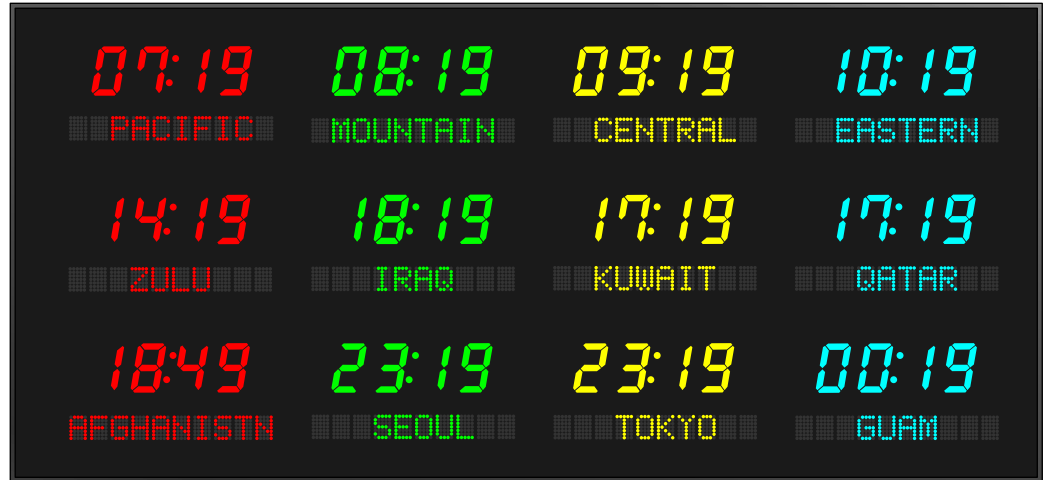 07:19 08:19 09:19 10:19
PACIFIC MOUNTAIN CENTRAL EASTERN
14:19 18:19 17:19 17:19
ZULU IRAQ KUWAIT QATAR
18:49 23:19 23:19 00:19
AFGHANISTN SEOUL TOKYO GUAM